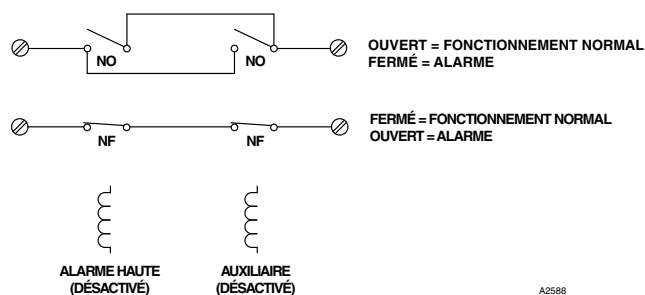 NO
NO
OUVERT = FONCTIONNEMENT NORMAL
FERMÉ = ALARME
NF
NF
FERMÉ = FONCTIONNEMENT NORMAL
OUVERT = ALARME
ALARME HAUTE
(DÉSACTIVÉ)
AUXILIAIRE
(DÉSACTIVÉ)
A2588